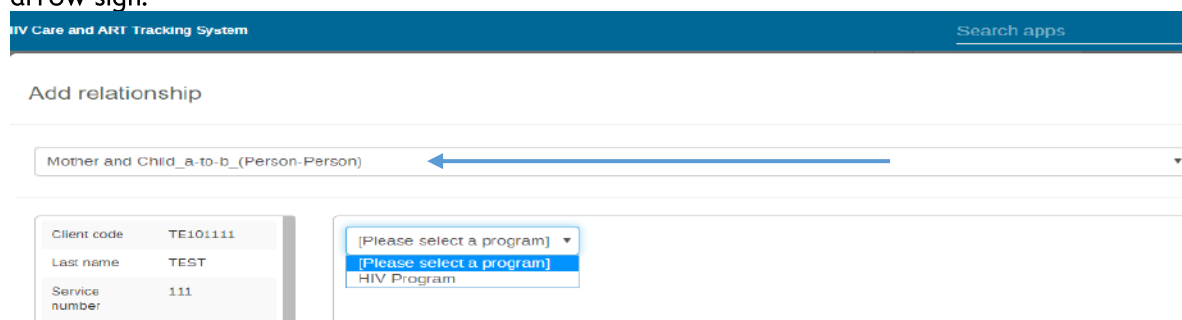 arrow sign.
HIV Care and ART Tracking System
Search apps
Add relationship
Mother and Child_a-to-b_(Person-Person)
Client code TE101111
[Please select a program]
Last name TEST
[Please select a program]
HIV Program
Service number 111